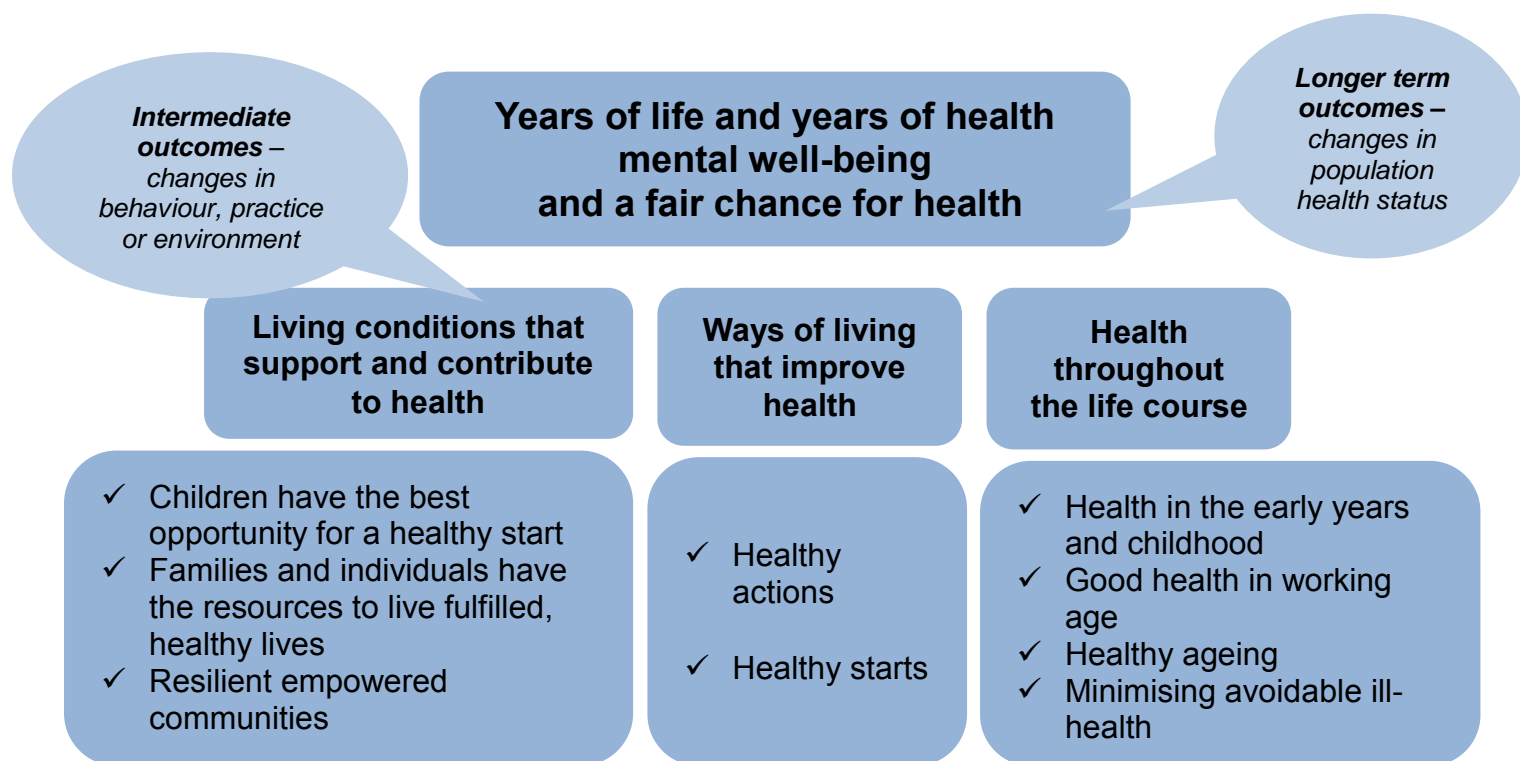 Intermediate
outcomes –
changes in
behaviour, practice
or environment
Years of life and years of health
mental well-being
and a fair chance for health
Longer term
outcomes –
changes in
population
health status
Living conditions that
support and contribute
to health
Ways of living
that improve
health
Health
throughout
the life course
✓ Children have the best
opportunity for a healthy start
✓ Families and individuals have
the resources to live fulfilled,
healthy lives
✓ Resilient empowered
communities
✓ Healthy
actions
✓ Healthy starts
✓ Health in the early years
and childhood
✓ Good health in working
age
✓ Healthy ageing
✓ Minimising avoidable ill-
health